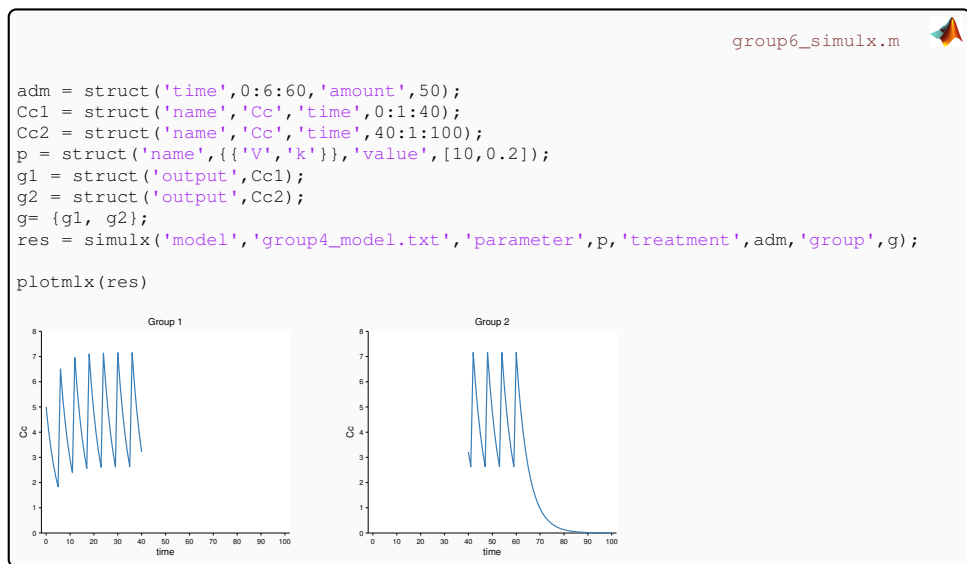 group6_simulx.m
adm = struct('time',0:6:60,'amount',50);
Cc1 = struct('name','Cc','time',0:1:40);
Cc2 = struct('name','Cc','time',40:1:100);
p = struct('name',{{'V','k'}},'value',[10,0.2]);
g1 = struct('output',Cc1);
g2 = struct('output',Cc2);
g= {g1, g2};
res = simulx('model','group4_model.txt','parameter',p,'treatment',adm,'group',g);
plotmlx(res)
Group 1
8
7
6
5
4
3
2
1
0
Cc
0 10 20 30 40 50 60 70 80 90 100
time
Group 2
8
7
6
5
4
3
2
1
0
Cc
0 10 20 30 40 50 60 70 80 90 100
time